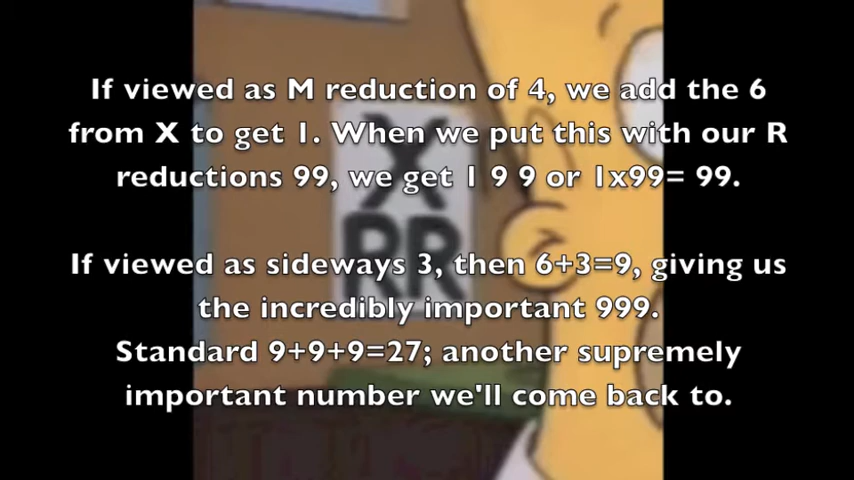 If viewed as M reduction of 4, we add the 6
from X to get 1. When we put this with our R
reductions 99, we get 1 9 9 or 1x99= 99.
If viewed as sideways 3, then 6+3=9, giving us
the incredibly important 999.
Standard 9+9+9=27; another supremely
important number we'll come back to.
X
RR